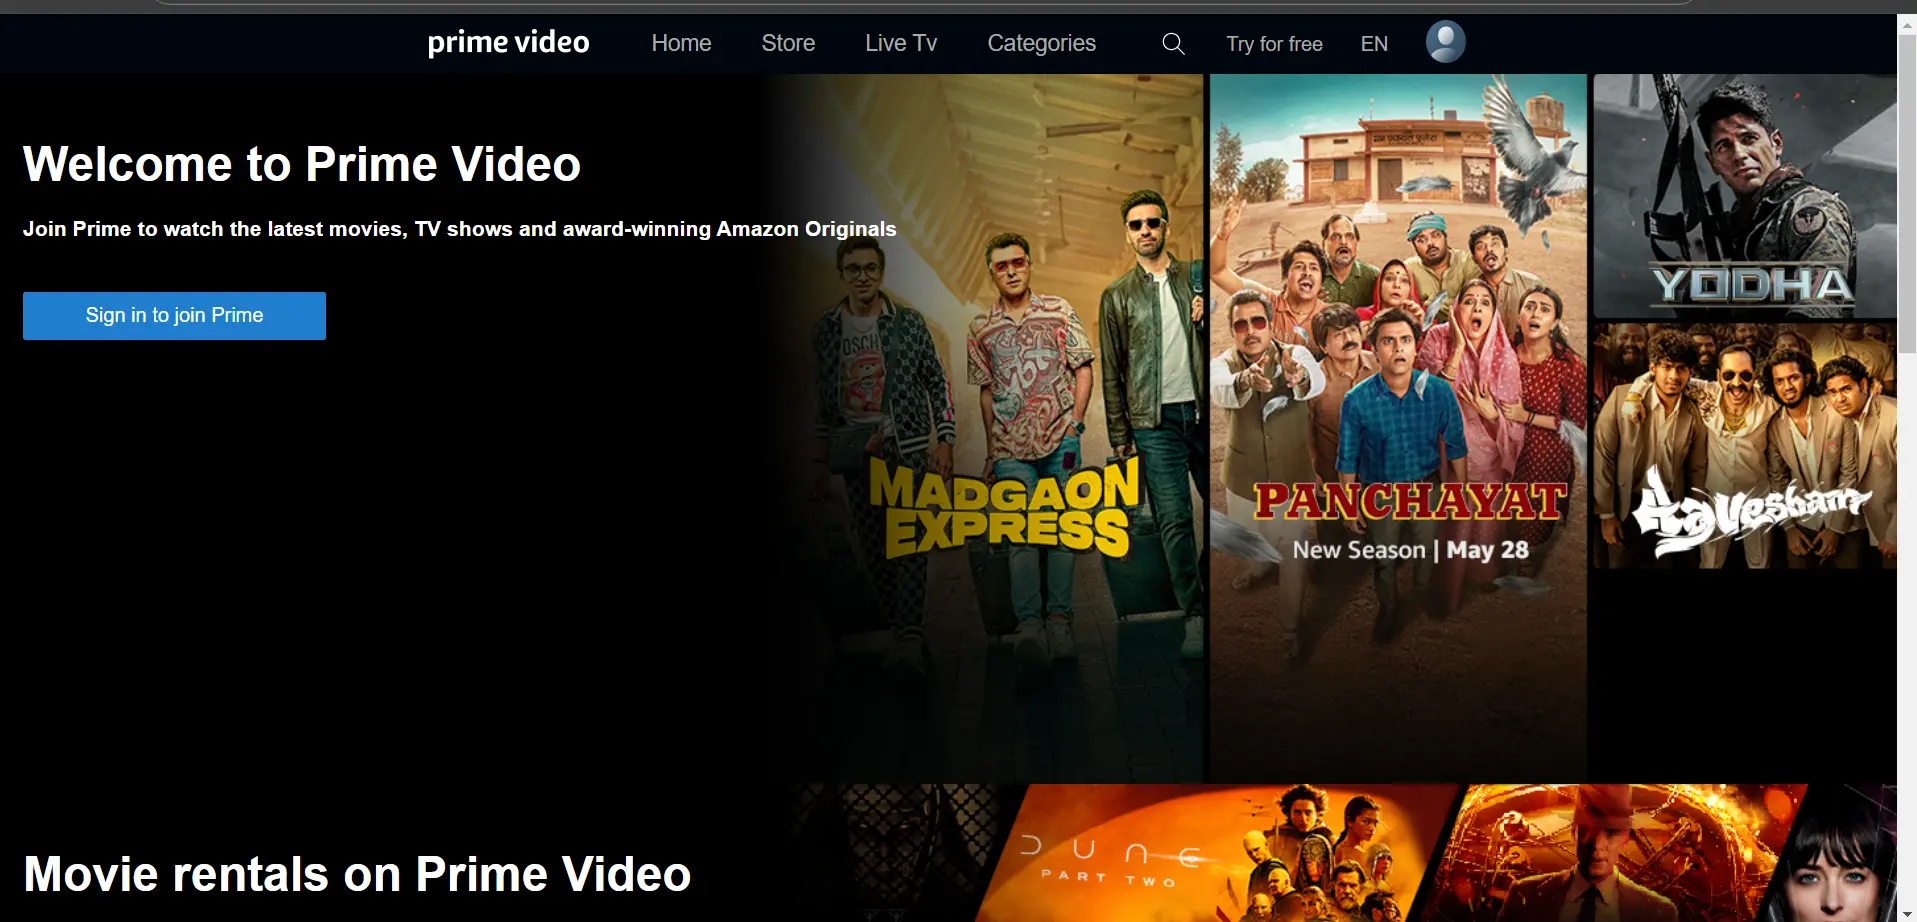 prime video
Home
Store
Live Tv
Categories
Try for free
EN
Welcome to Prime Video
Join Prime to watch the latest movies, TV shows and award-winning Amazon Originals
Sign in to join Prime
MADGAON
EXPRESS
PANCHAYAT
New Season | May 28
YODHA
Aavesham
Movie rentals on Prime Video
DUNE
PART TWO